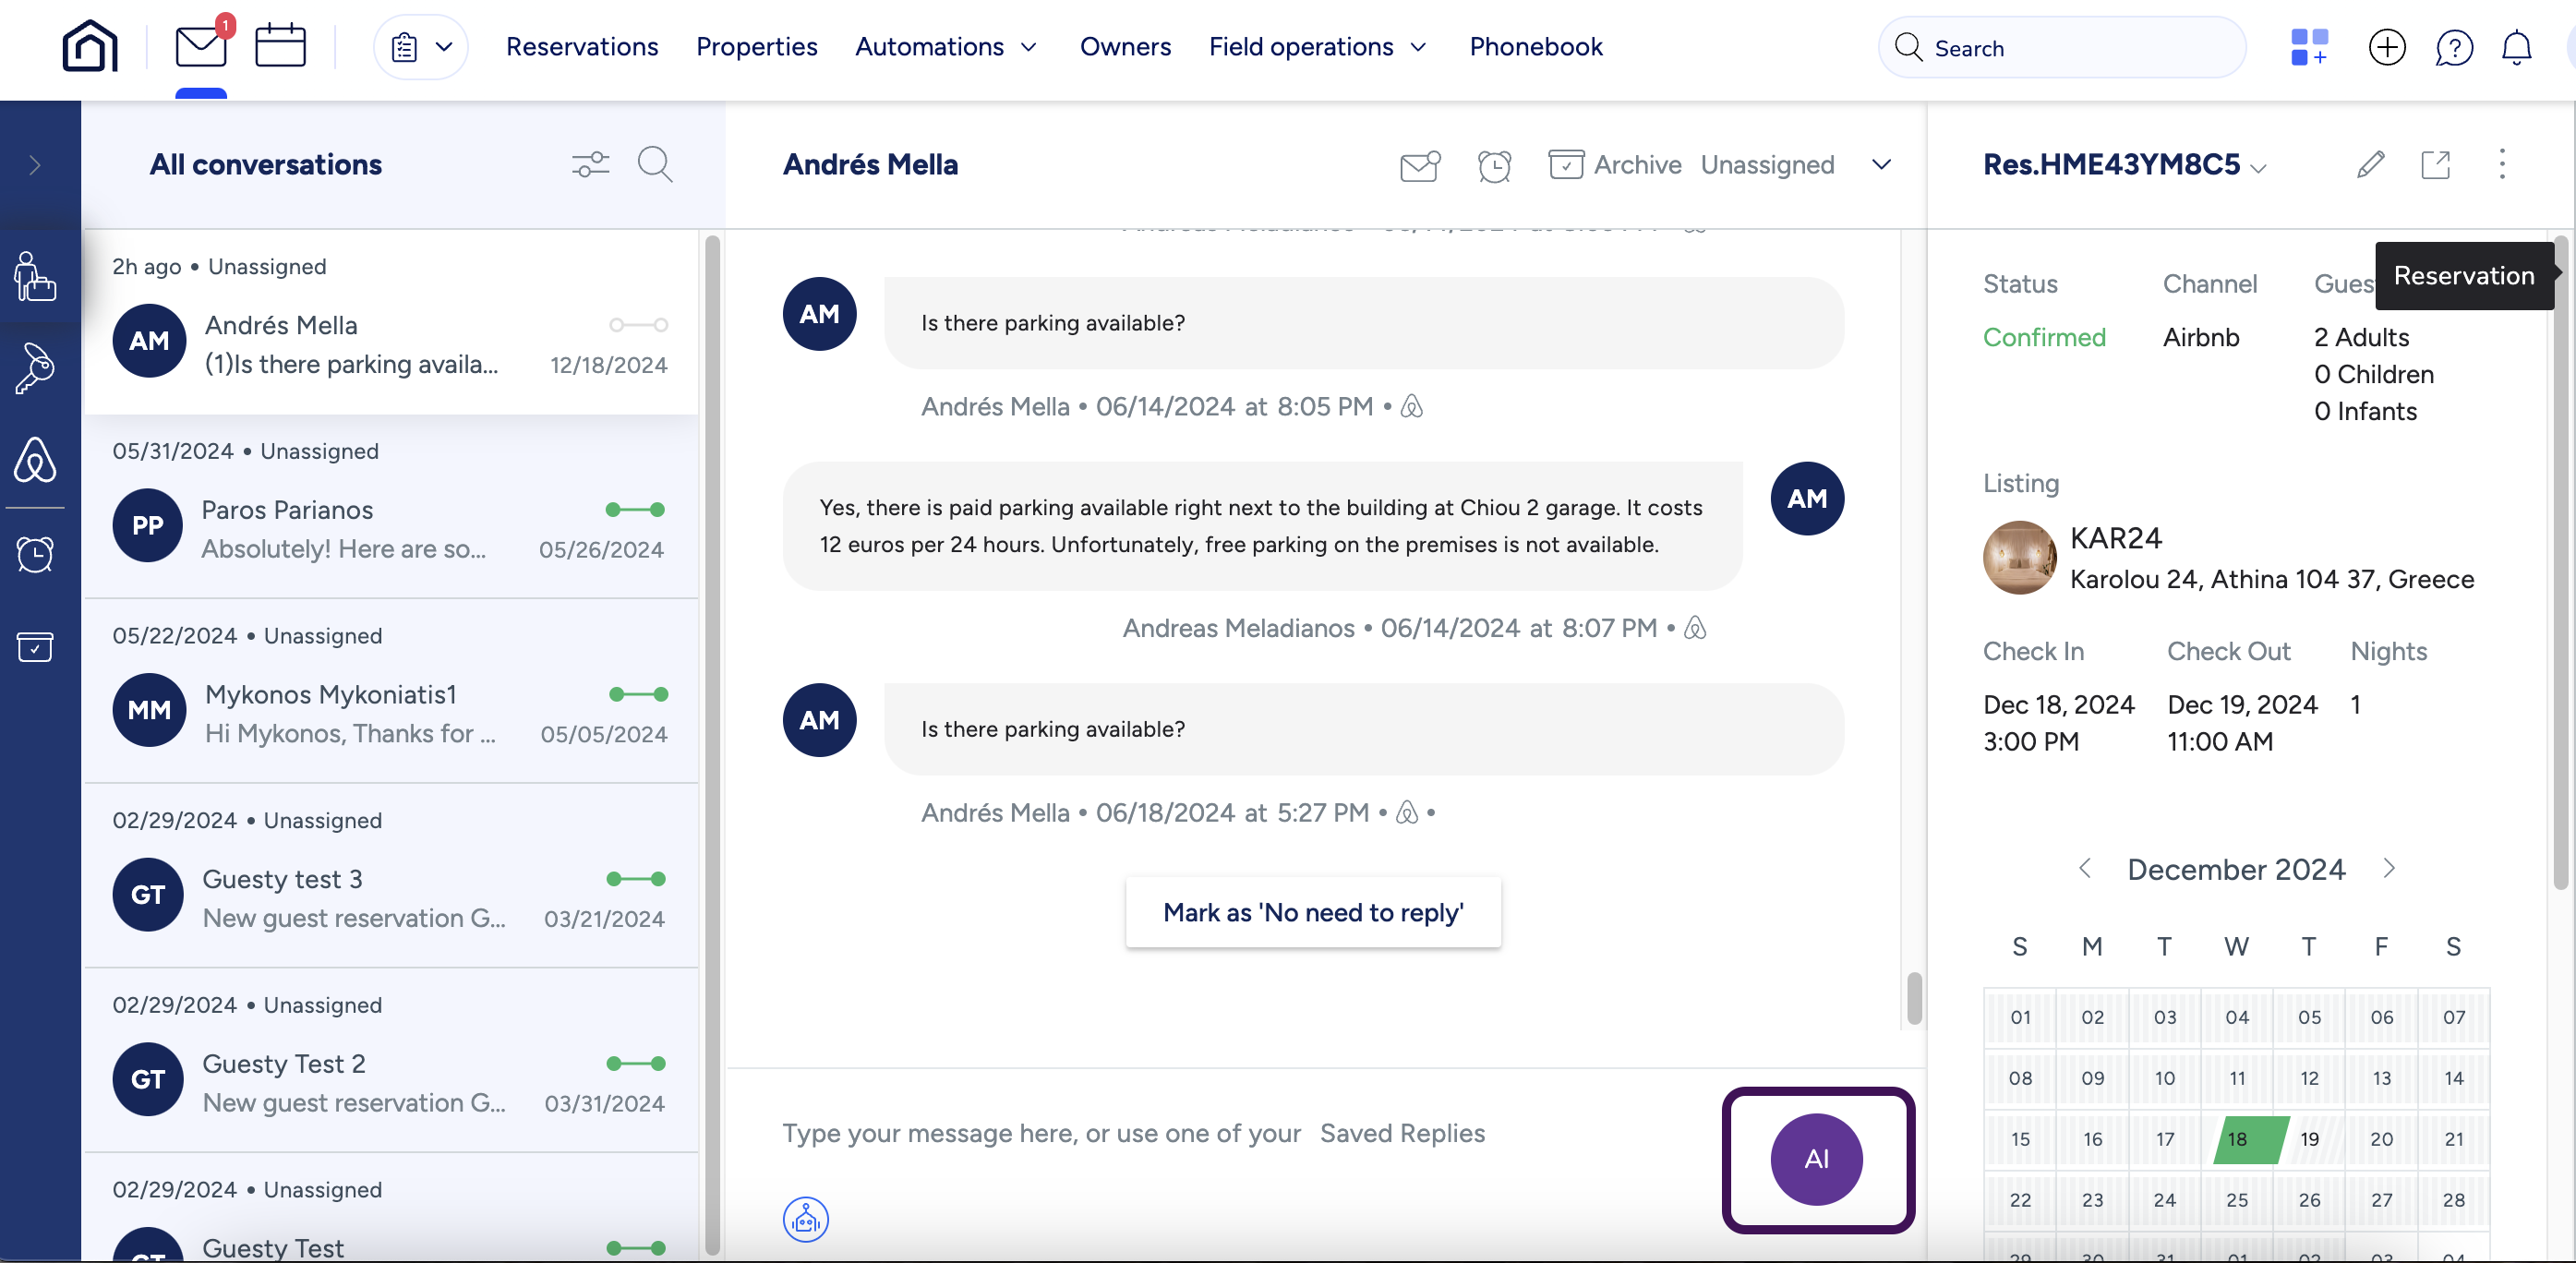 1
Reservations
Properties
Automations
Owners
Field operations
Phonebook
Search
All conversations
2h ago • Unassigned
AM
Andrés Mella
(1)Is there parking availa...
12/18/2024
05/31/2024 • Unassigned
PP
Paros Parianos
Absolutely! Here are so...
05/26/2024
05/22/2024 • Unassigned
MM
Mykonos Mykoniatis1
Hi Mykonos, Thanks for ...
05/05/2024
02/29/2024 • Unassigned
GT
Guesty test 3
New guest reservation G...
03/21/2024
02/29/2024 • Unassigned
GT
Guesty Test 2
New guest reservation G...
03/31/2024
02/29/2024 • Unassigned
GT
Guesty Test
Andrés Mella
Archive
Unassigned
AM
Is there parking available?
Andrés Mella • 06/14/2024 at 8:05 PM •
Yes, there is paid parking available right next to the building at Chiou 2 garage. It costs
12 euros per 24 hours. Unfortunately, free parking on the premises is not available.
AM
Andreas Meladianos • 06/14/2024 at 8:07 PM •
AM
Is there parking available?
Andrés Mella • 06/18/2024 at 5:27 PM • •
Mark as 'No need to reply'
Type your message here, or use one of your Saved Replies
AI
Res.HME43YM8C5
Reservation
Status
Channel
Gues
Confirmed
Airbnb
2 Adults
0 Children
0 Infants
Listing
KAR24
Karolou 24, Athina 104 37, Greece
Check In
Check Out
Nights
Dec 18, 2024
Dec 19, 2024
1
3:00 PM
11:00 AM
December 2024
S M T W T F S
01 02 03 04 05 06 07
08 09 10 11 12 13 14
15 16 17 18 19 20 21
22 23 24 25 26 27 28
29 30 31 01 02 03 04